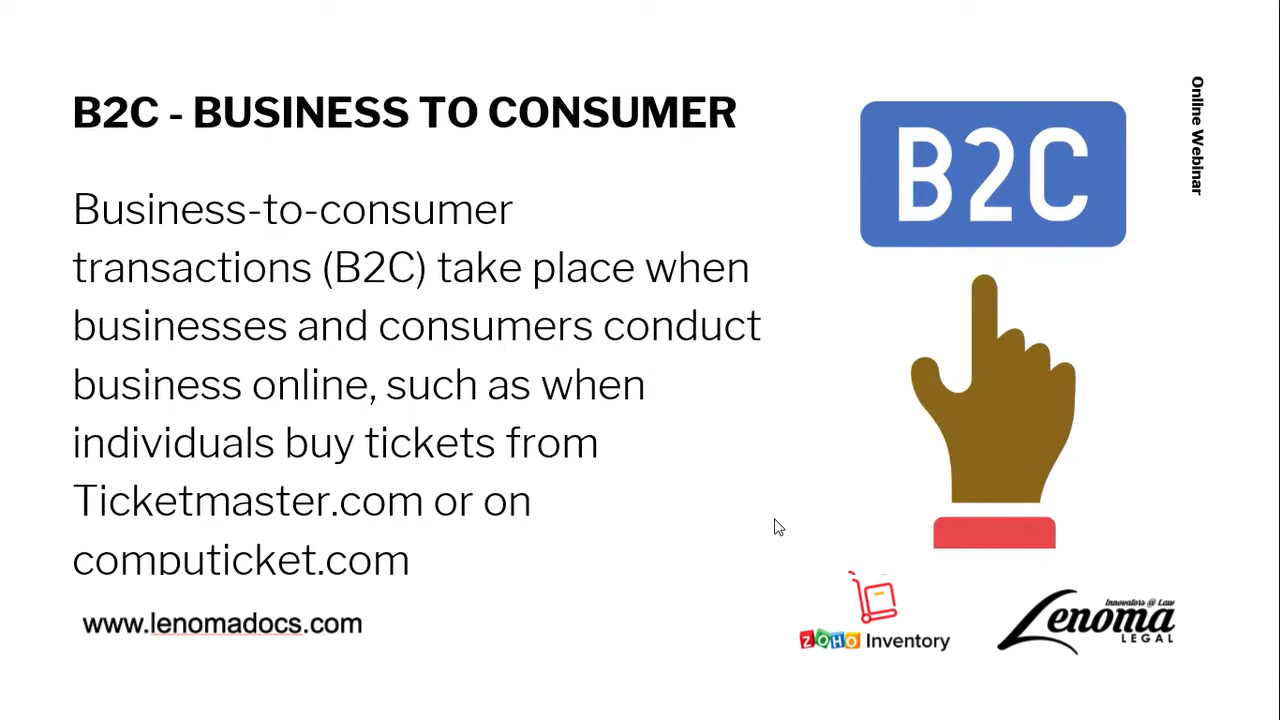 B2C - BUSINESS TO CONSUMER
Business-to-consumer
transactions (B2C) take place when
businesses and consumers conduct
business online, such as when
individuals buy tickets from
Ticketmaster.com or on
computicket.com
www.lenomadocs.com
B2C
Online Webinar
ZOHO Inventory
Innovators @ Law
Lenoma
LEGAL